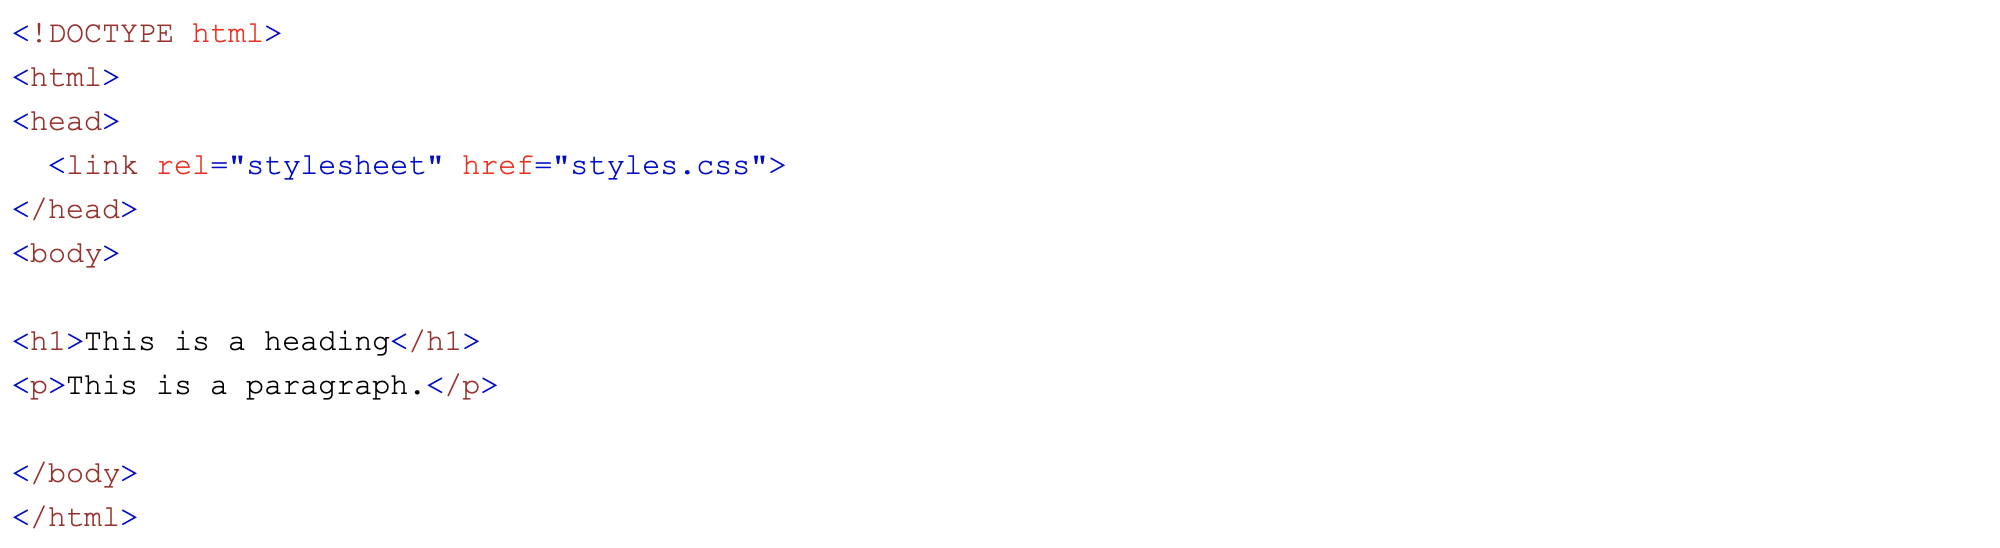 <!DOCTYPE html>
<html>
<head>
  <link rel="stylesheet" href="styles.css">
</head>
<body>

<h1>This is a heading</h1>
<p>This is a paragraph.</p>

</body>
</html>